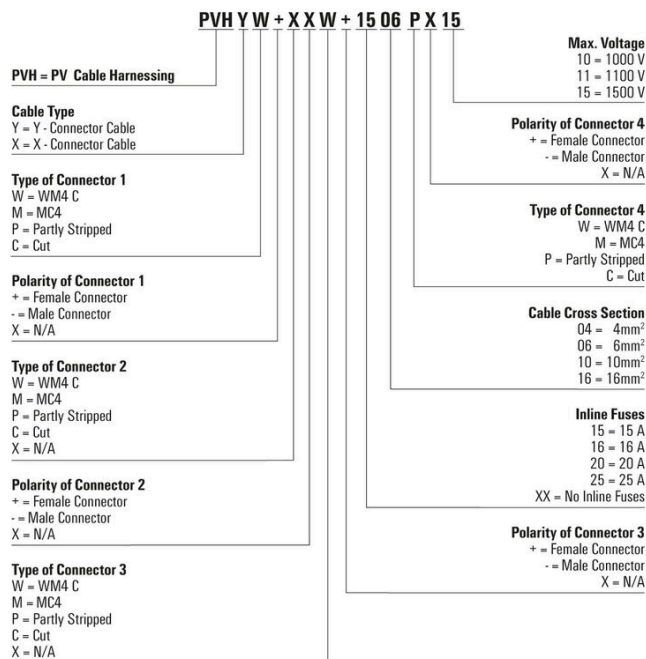 PVH Y W + X X W + 15 06 P X 15
PVH = PV Cable Harnessing
Cable Type
Y = Y - Connector Cable
X = X - Connector Cable
Type of Connector 1
W = WM4 C
M = MC4
P = Partly Stripped
C = Cut
Polarity of Connector 1
+ = Female Connector
- = Male Connector
X = N/A
Type of Connector 2
W = WM4 C
M = MC4
P = Partly Stripped
C = Cut
X = N/A
Polarity of Connector 2
+ = Female Connector
- = Male Connector
X = N/A
Type of Connector 3
W = WM4 C
M = MC4
P = Partly Stripped
C = Cut
X = N/A
Max. Voltage
10 = 1000 V
11 = 1100 V
15 = 1500 V
Polarity of Connector 4
+ = Female Connector
- = Male Connector
X = N/A
Type of Connector 4
W = WM4 C
M = MC4
P = Partly Stripped
C = Cut
Cable Cross Section
04 = 4mm²
06 = 6mm²
10 = 10mm²
16 = 16mm²
Inline Fuses
15 = 15 A
16 = 16 A
20 = 20 A
25 = 25 A
XX = No Inline Fuses
Polarity of Connector 3
+ = Female Connector
- = Male Connector
X = N/A